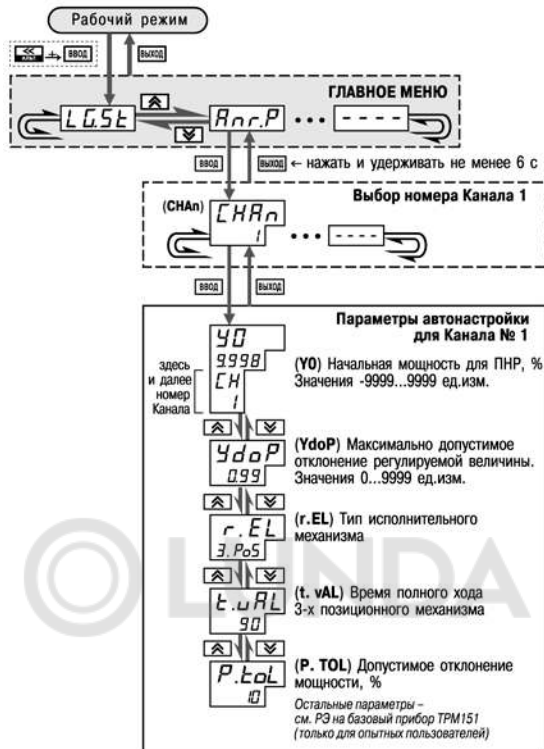 Рабочий режим
≪ АЛЬТ. + ВВОД
ВЫХОД
ГЛАВНОЕ МЕНЮ
LG.St
Anr.P
• • •
- - - -
ВВОД
ВЫХОД ← нажать и удерживать не менее 6 с
Выбор номера Канала 1
(CHAn)
CHAn
1
• • •
- - - -
ВВОД
ВЫХОД
Параметры автонастройки
для Канала № 1
Y0
9.998
CH
1
здесь
и далее
номер
Канала
(Y0) Начальная мощность для ПНР, %
Значения -9999...9999 ед.изм.
YdoP
0.99
(YdoP) Максимально допустимое
отклонение регулируемой величины.
Значения 0...9999 ед.изм.
r.EL
3.PoS
(r.EL) Тип исполнительного
механизма
t.vAL
90
(t. vAL) Время полного хода
3-х позиционного механизма
P.toL
10
(P. TOL) Допустимое отклонение
мощности, %
Остальные параметры –
см. РЭ на базовый прибор ТРМ151
(только для опытных пользователей)
LUNDA